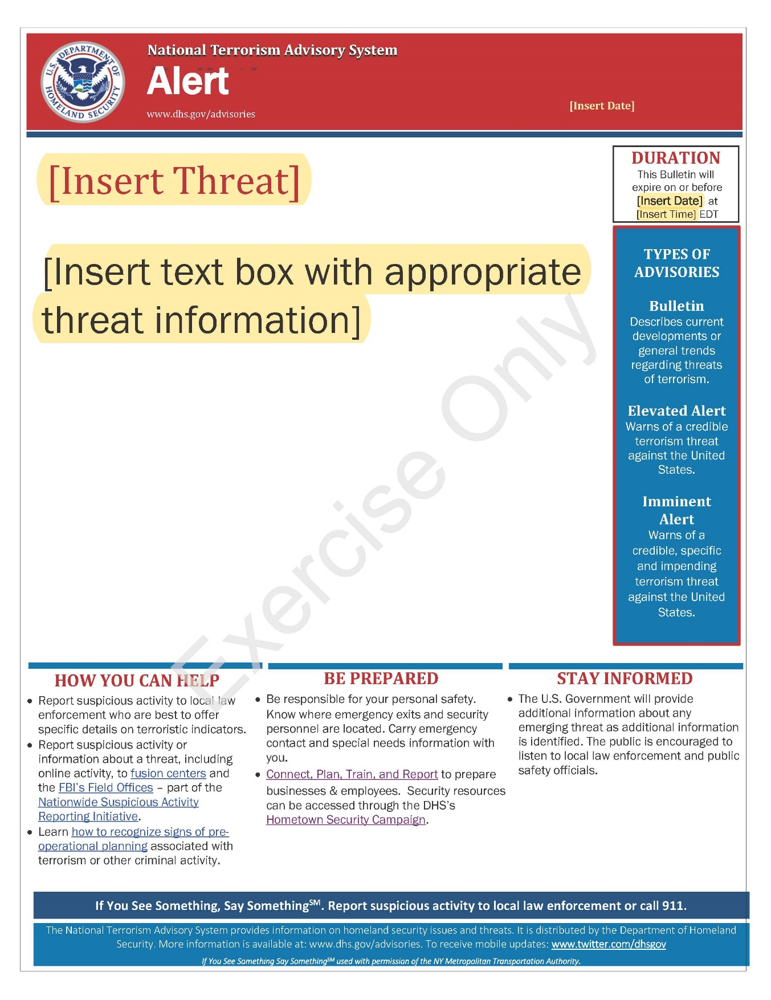 U.S. DEPARTMENT OF HOMELAND SECURITY
National Terrorism Advisory System
Alert
www.dhs.gov/advisories
[Insert Date]
[Insert Threat]
[Insert text box with appropriate
threat information]
DURATION
This Bulletin will
expire on or before
[Insert Date] at
[Insert Time] EDT
TYPES OF
ADVISORIES
Bulletin
Describes current
developments or
general trends
regarding threats
of terrorism.
Elevated Alert
Warns of a credible
terrorism threat
against the United
States.
Imminent
Alert
Warns of a
credible, specific
and impending
terrorism threat
against the United
States.
Exercise Only
HOW YOU CAN HELP
• Report suspicious activity to local law
enforcement who are best to offer
specific details on terroristic indicators.
• Report suspicious activity or
information about a threat, including
online activity, to fusion centers and
the FBI's Field Offices – part of the
Nationwide Suspicious Activity
Reporting Initiative.
• Learn how to recognize signs of pre-
operational planning associated with
terrorism or other criminal activity.
BE PREPARED
• Be responsible for your personal safety.
Know where emergency exits and security
personnel are located. Carry emergency
contact and special needs information with
you.
• Connect, Plan, Train, and Report to prepare
businesses & employees. Security resources
can be accessed through the DHS's
Hometown Security Campaign.
STAY INFORMED
• The U.S. Government will provide
additional information about any
emerging threat as additional information
is identified. The public is encouraged to
listen to local law enforcement and public
safety officials.
If You See Something, Say Something℠. Report suspicious activity to local law enforcement or call 911.
The National Terrorism Advisory System provides information on homeland security issues and threats. It is distributed by the Department of Homeland
Security. More information is available at: www.dhs.gov/advisories. To receive mobile updates: www.twitter.com/dhsgov
If You See Something Say Something℠ used with permission of the NY Metropolitan Transportation Authority.